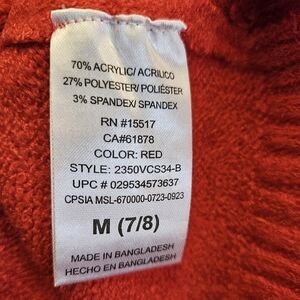 70% ACRYLIC/ ACRILICO
27% POLYESTER/ POLIÉSTER
3% SPANDEX/ SPANDEX
RN #15517
CA#61878
COLOR: RED
STYLE: 2350VCS34-B
UPC # 029534573637
CPSIA MSL-670000-0723-0923
M (7/8)
MADE IN BANGLADESH
HECHO EN BANGLADESH